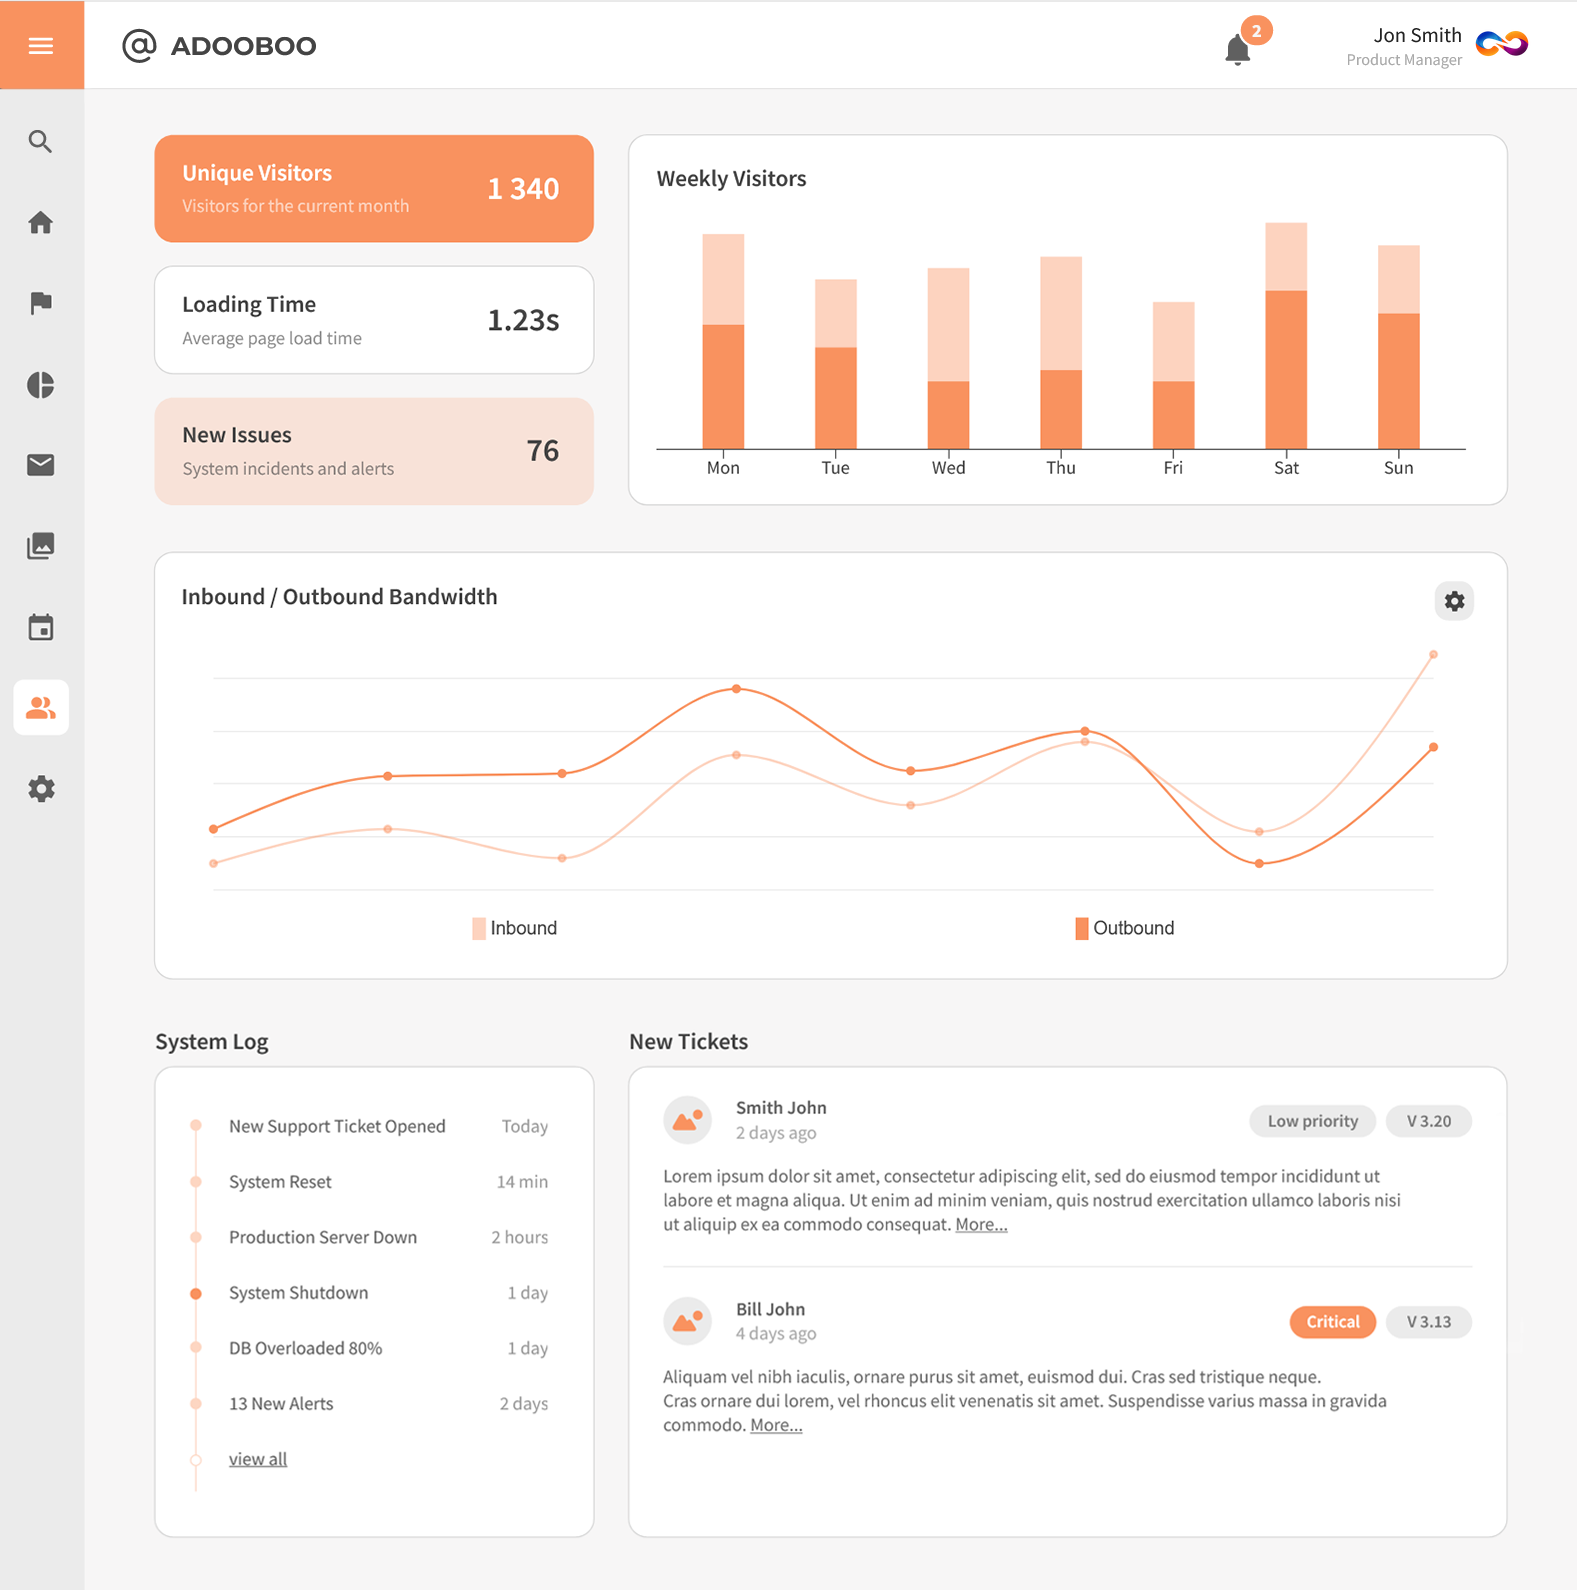 @ ADOOBOO
2
Jon Smith
Product Manager
Unique Visitors
Visitors for the current month
1 340
Loading Time
Average page load time
1.23s
New Issues
System incidents and alerts
76
Weekly Visitors
Mon Tue Wed Thu Fri Sat Sun
Inbound / Outbound Bandwidth
Inbound Outbound
System Log
New Support Ticket Opened Today
System Reset 14 min
Production Server Down 2 hours
System Shutdown 1 day
DB Overloaded 80% 1 day
13 New Alerts 2 days
view all
New Tickets
Smith John
2 days ago
Low priority V 3.20
Lorem ipsum dolor sit amet, consectetur adipiscing elit, sed do eiusmod tempor incididunt ut
labore et magna aliqua. Ut enim ad minim veniam, quis nostrud exercitation ullamco laboris nisi
ut aliquip ex ea commodo consequat. More...
Bill John
4 days ago
Critical V 3.13
Aliquam vel nibh iaculis, ornare purus sit amet, euismod dui. Cras sed tristique neque.
Cras ornare dui lorem, vel rhoncus elit venenatis sit amet. Suspendisse varius massa in gravida
commodo. More...